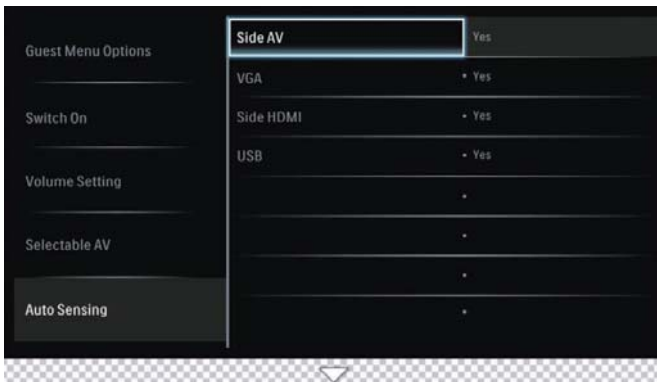 Guest Menu Options
Switch On
Volume Setting
Selectable AV
Auto Sensing
Side AV Yes
VGA • Yes
Side HDMI • Yes
USB • Yes
•
•
•
•